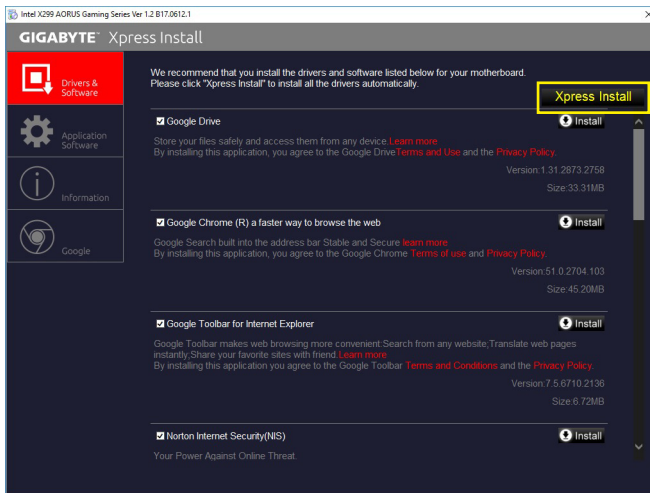 Intel X299 AORUS Gaming Series Ver 1.2 B17.0612.1
GIGABYTE™ Xpress Install
Drivers &
Software
Application
Software
Information
Google
We recommend that you install the drivers and software listed below for your motherboard.
Please click "Xpress Install" to install all the drivers automatically.
Xpress Install
Google Drive
Install
Store your files safely and access them from any device.Learn more
By installing this application, you agree to the Google DriveTerms and Use and the Privacy Policy.
Version:1.31.2873.2758
Size:33.31MB
Google Chrome (R) a faster way to browse the web
Install
Google Search built into the address bar Stable and Secure learn more
By installing this application, you agree to the Google Chrome Terms of use and Privacy Policy.
Version:51.0.2704.103
Size:45.20MB
Google Toolbar for Internet Explorer
Install
Google Toolbar makes web browsing more convenient:Search from any website;Translate web pages
instantly;Share your favorite sites with friend.Learn more
By installing this application you agree to the Google Toolbar Terms and Conditions and the Privacy Policy.
Version:7.5.6710.2136
Size:6.72MB
Norton Internet Security(NIS)
Install
Your Power Against Online Threat.